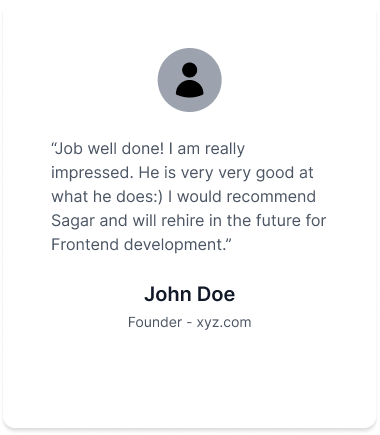 “Job well done! I am really
impressed. He is very very good at
what he does:) I would recommend
Sagar and will rehire in the future for
Frontend development.”
John Doe
Founder - xyz.com